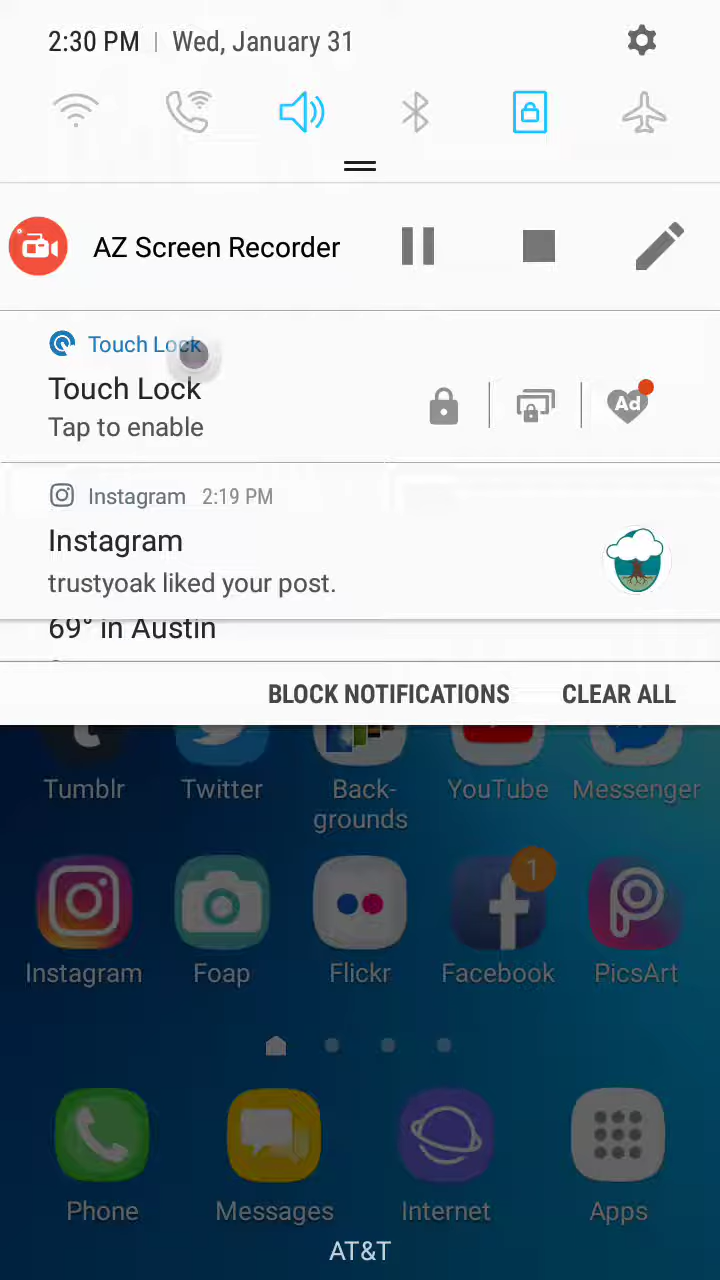 2:30 PM | Wed, January 31
AZ Screen Recorder
Touch Lock
Touch Lock
Tap to enable
Ad
Instagram 2:19 PM
Instagram
trustyoak liked your post.
69° in Austin
BLOCK NOTIFICATIONS CLEAR ALL
Tumblr Twitter Back-
grounds YouTube Messenger
1
Instagram Foap Flickr Facebook PicsArt
Phone Messages Internet Apps
AT&T